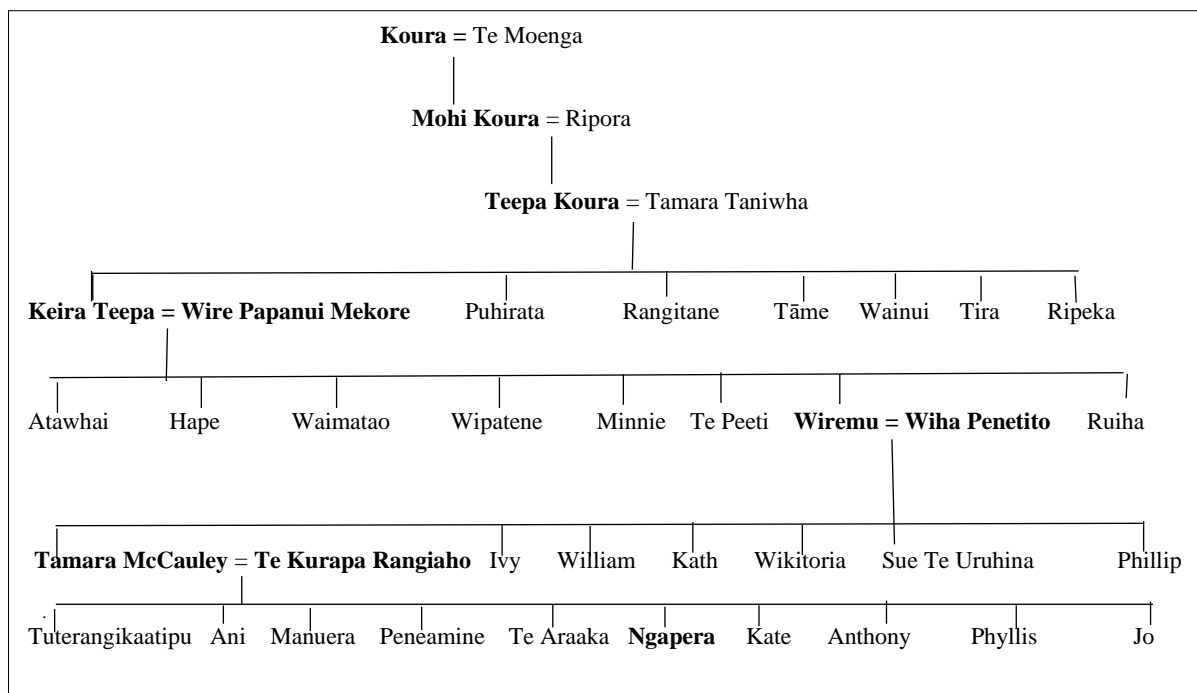 Koura = Te Moenga
Mohi Koura = Ripora
Teepa Koura = Tamara Taniwha
Keira Teepa = Wire Papanui Mekore Puhirata Rangitane Tāme Wainui Tira Ripeka
Atawhai Hape Waimatao Wipatene Minnie Te Peeti Wiremu = Wiha Penetito Ruiha
Tamara McCauley = Te Kurapa Rangiaho Ivy William Kath Wikitoria Sue Te Uruhina Phillip
Tuterangikaatipu Ani Manuera Peneamine Te Araaka Ngapera Kate Anthony Phyllis Jo